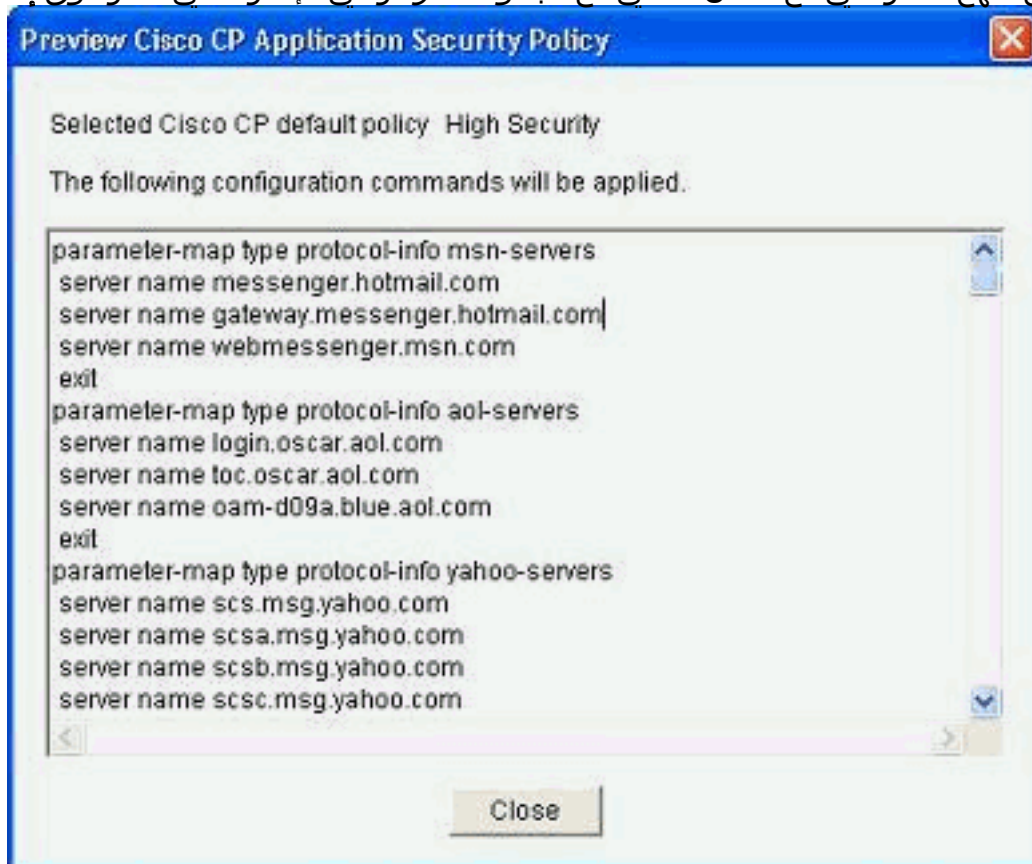 Preview Cisco CP Application Security Policy
Selected Cisco CP default policy High Security
The following configuration commands will be applied.
parameter-map type protocol-info msn-servers
server name messenger.hotmail.com
server name gateway.messenger.hotmail.com
server name webmessenger.msn.com
exit
parameter-map type protocol-info aol-servers
server name login.oscar.aol.com
server name toc.oscar.aol.com
server name oam-d09a.blue.aol.com
exit
parameter-map type protocol-info yahoo-servers
server name scs.msg.yahoo.com
server name scsa.msg.yahoo.com
server name scsb.msg.yahoo.com
server name scsc.msg.yahoo.com
Close